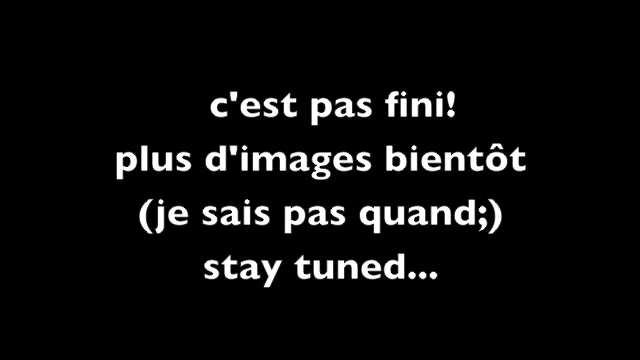 c'est pas fini!
plus d'images bientôt
(je sais pas quand;)
stay tuned...